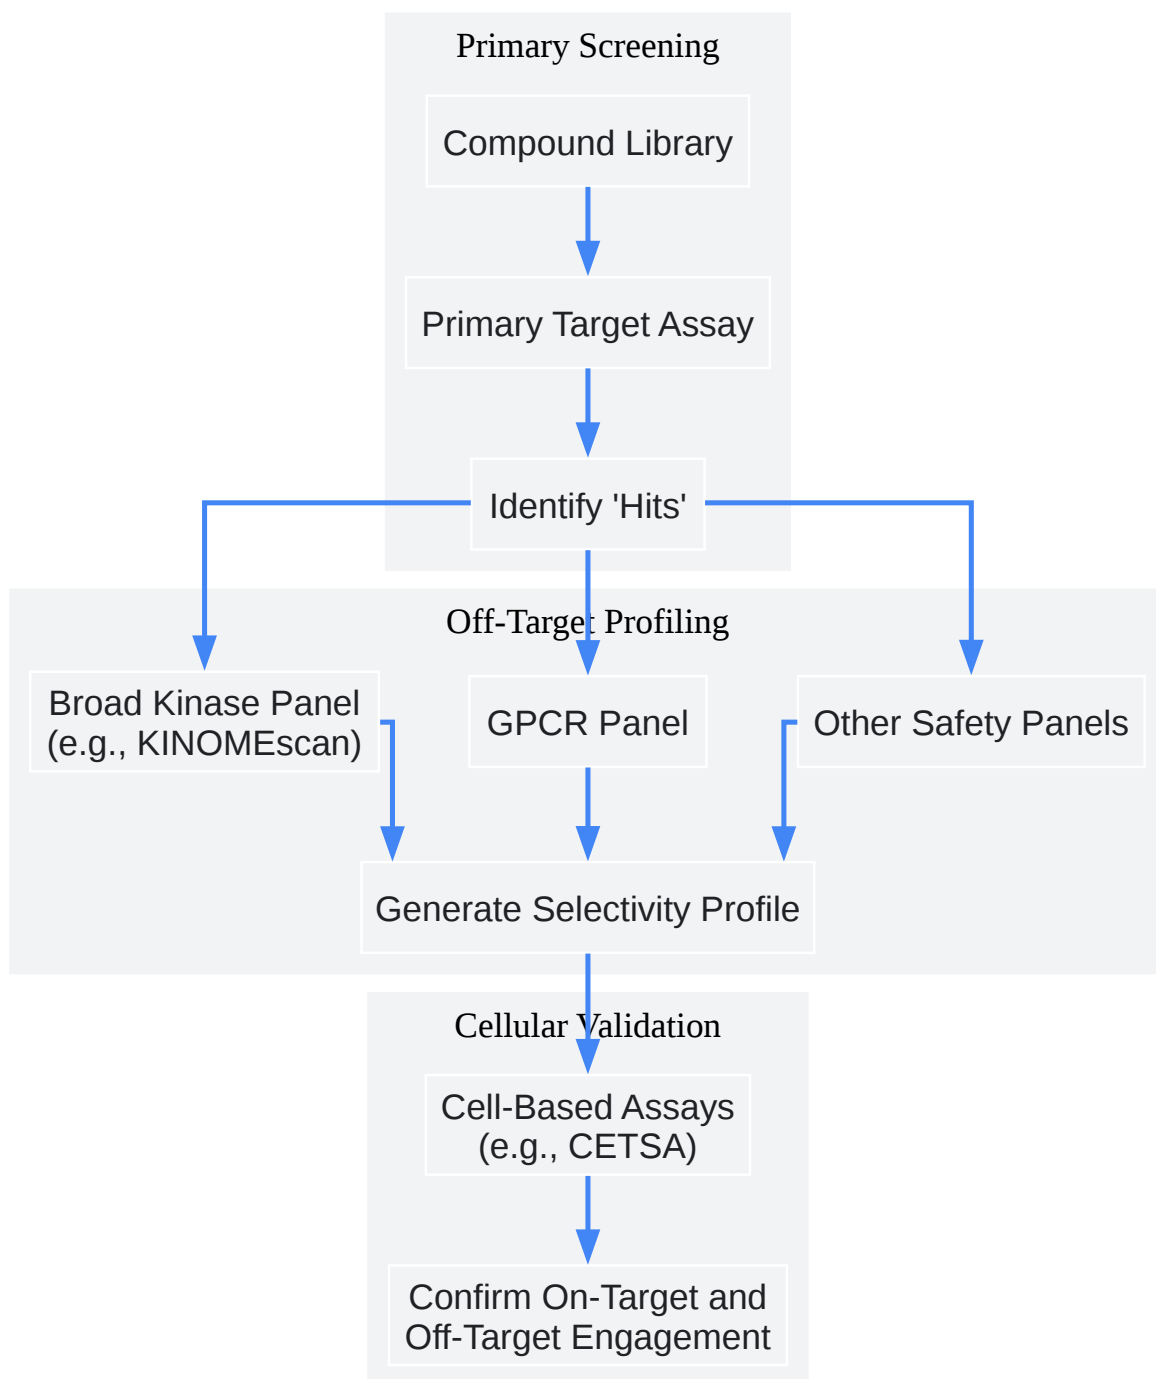 Primary Screening
Compound Library
Primary Target Assay
Identify 'Hits'
Off-Target Profiling
Broad Kinase Panel
(e.g., KINOMEscan)
GPCR Panel
Other Safety Panels
Generate Selectivity Profile
Cellular Validation
Cell-Based Assays
(e.g., CETSA)
Confirm On-Target and
Off-Target Engagement